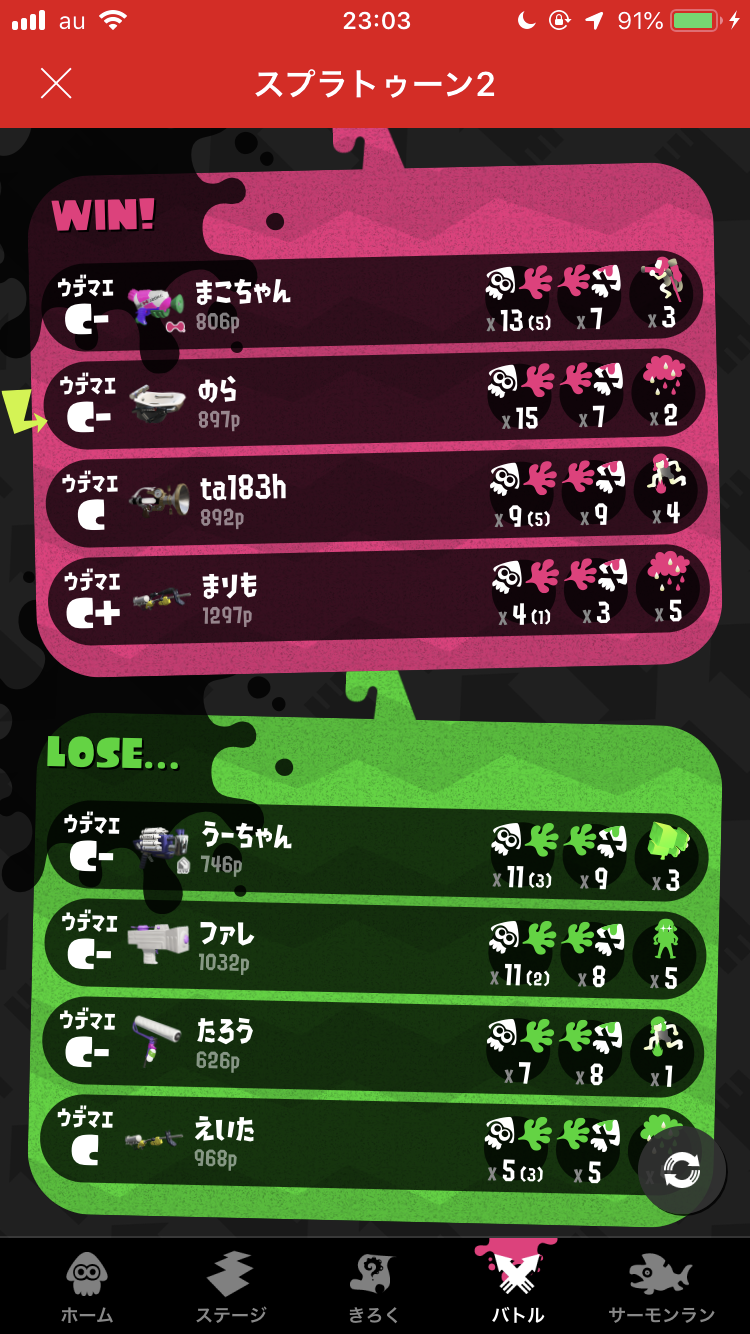 au 23:03 91%
スプラトゥーン2
WIN!
ウデマエ C- まこちゃん 806p x13(5) x7 x3
ウデマエ C- のら 897p x15 x7 x2
ウデマエ C ta183h 892p x9(5) x9 x4
ウデマエ C+ まりも 1297p x4(1) x3 x5
LOSE...
ウデマエ C- うーちゃん 746p x11(3) x9 x3
ウデマエ C- ファレ 1032p x11(2) x8 x5
ウデマエ C- たろう 626p x7 x8 x1
ウデマエ C えいた 968p x5(3) x5
ホーム ステージ きろく バトル サーモンラン